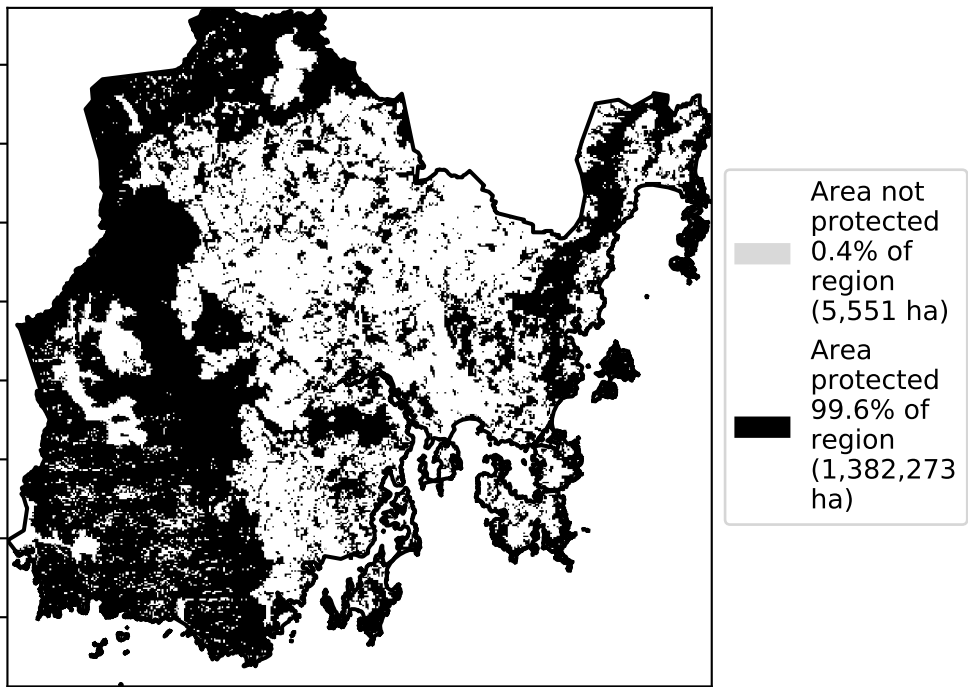 Area not
protected
0.4% of
region
(5,551 ha)
Area
protected
99.6% of
region
(1,382,273
ha)